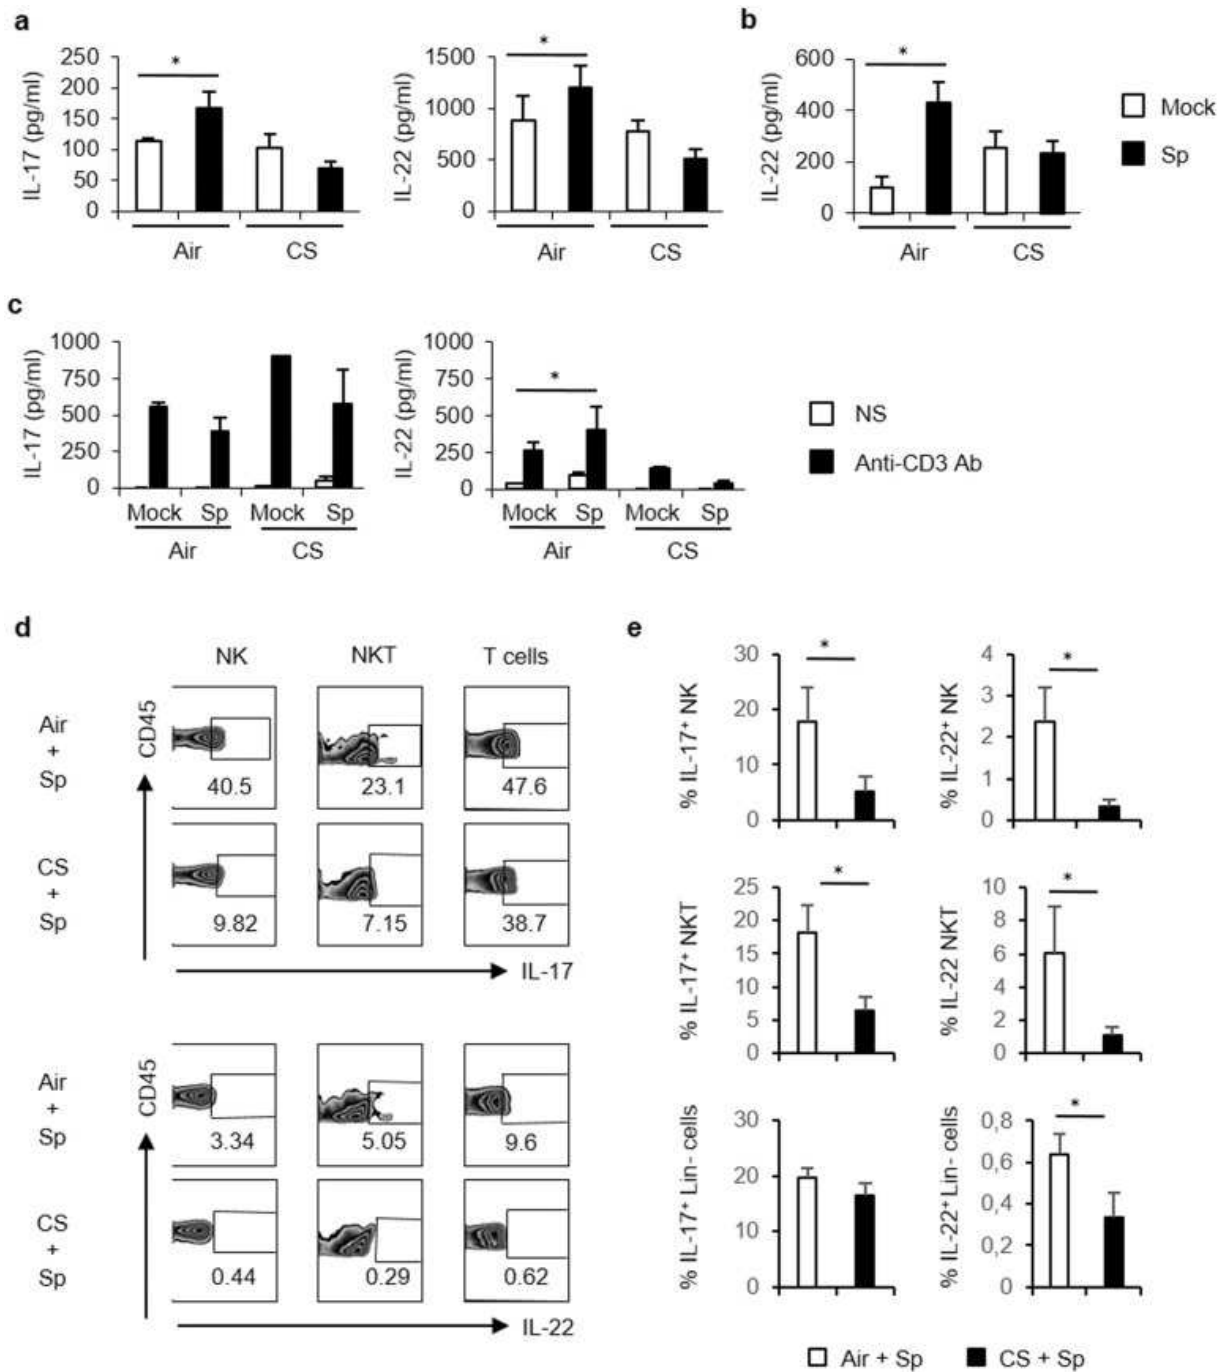 a
IL-17 (pg/ml)
250
200
150
100
50
0
*
Air
CS
IL-22 (pg/ml)
1500
1000
500
0
*
Air
CS
b
IL-22 (pg/ml)
600
400
200
0
*
Air
CS
Mock
Sp
c
IL-17 (pg/ml)
1000
750
500
250
0
Mock Sp Mock Sp
Air CS
IL-22 (pg/ml)
1000
750
500
250
0
*
Mock Sp Mock Sp
Air CS
NS
Anti-CD3 Ab
d
NK NKT T cells
Air
+
Sp
CD45
40.5 23.1 47.6
CS
+
Sp
9.82 7.15 38.7
IL-17
Air
+
Sp
CD45
3.34 5.05 9.6
CS
+
Sp
0.44 0.29 0.62
IL-22
e
% IL-17+ NK
30
20
10
0
*
% IL-22+ NK
4
3
2
1
0
*
% IL-17+ NKT
25
20
15
10
5
0
*
% IL-22 NKT
10
8
6
4
2
0
*
% IL-17+ Lin- cells
30
20
10
0
% IL-22+ Lin- cells
0,8
0,6
0,4
0,2
0
*
Air + Sp CS + Sp